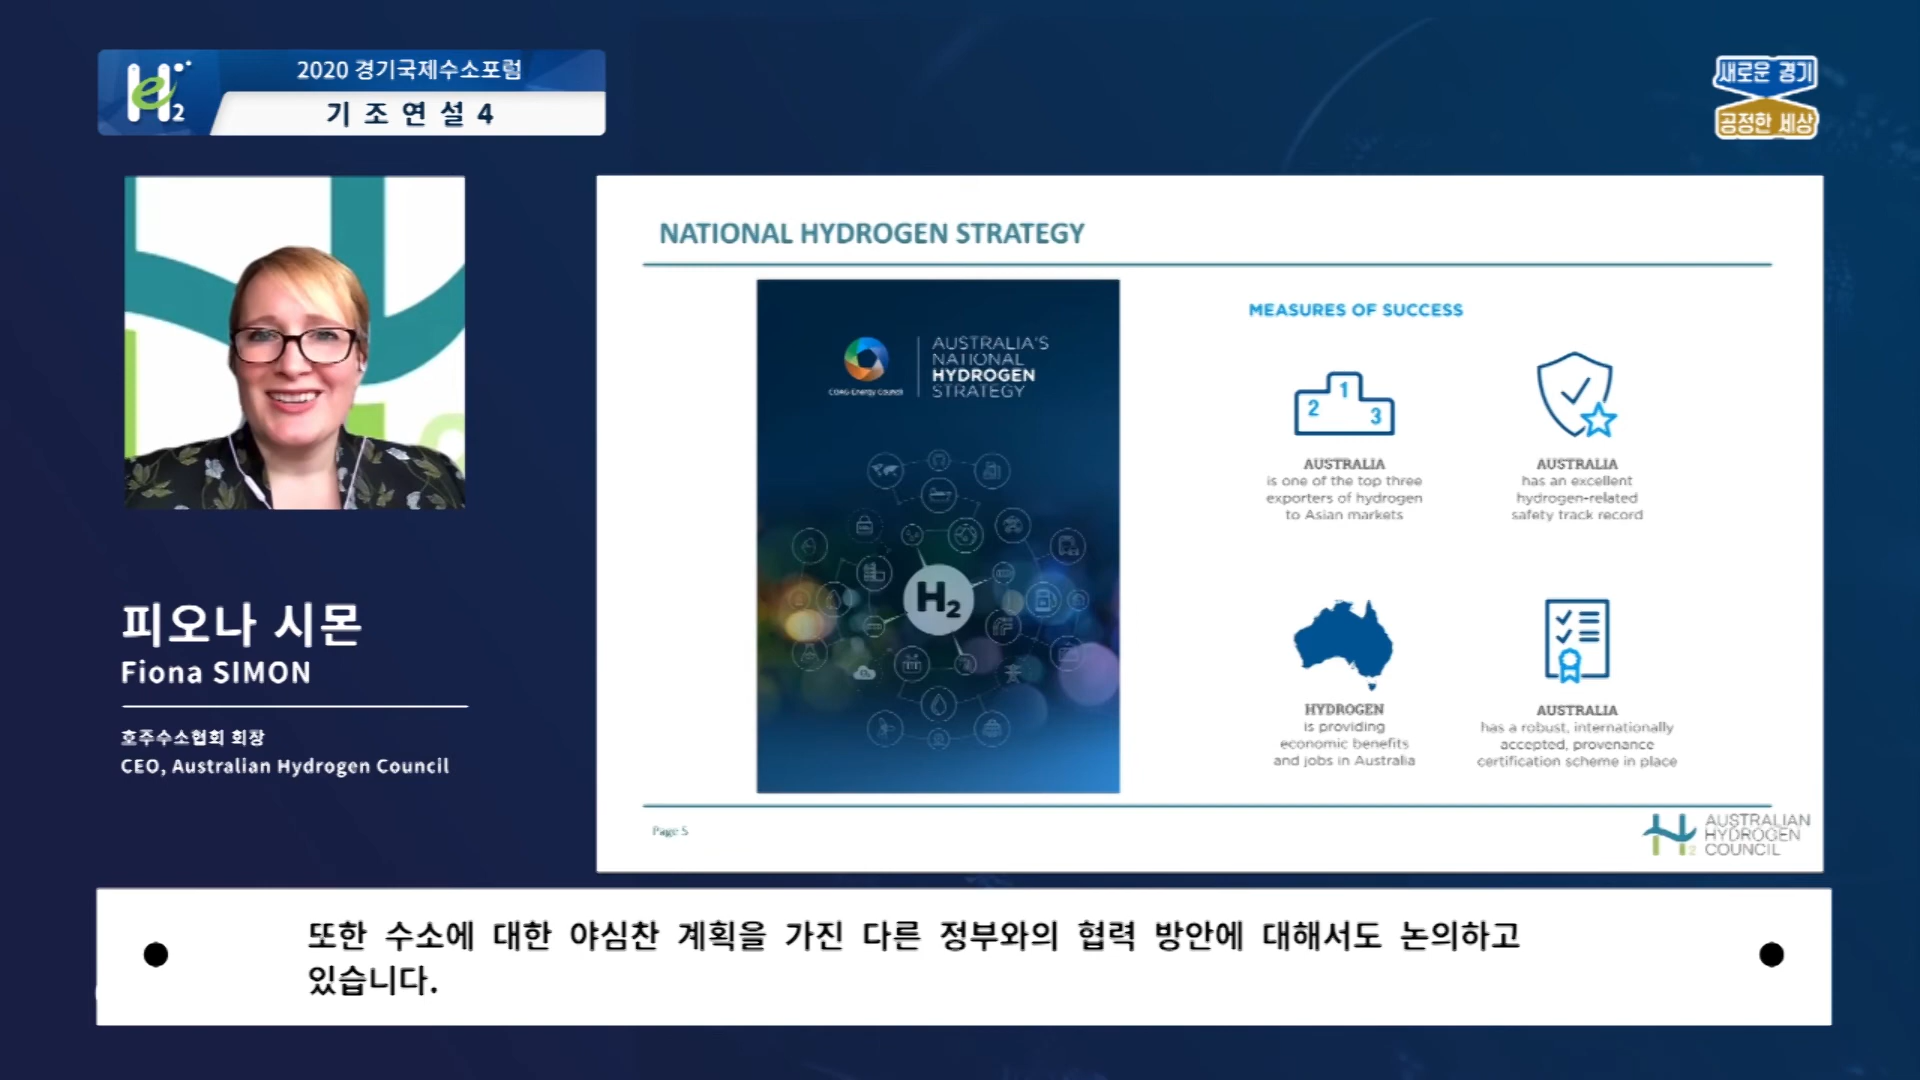 2020 경기국제수소포럼
기조연설 4
새로운 경기
공정한 세상
피오나 시몬
Fiona SIMON
호주수소협회 회장
CEO, Australian Hydrogen Council
NATIONAL HYDROGEN STRATEGY
COAG Energy Council
AUSTRALIA'S
NATIONAL
HYDROGEN
STRATEGY
H2
MEASURES OF SUCCESS
1
2
3
AUSTRALIA
is one of the top three
exporters of hydrogen
to Asian markets
AUSTRALIA
has an excellent
hydrogen-related
safety track record
HYDROGEN
is providing
economic benefits
and jobs in Australia
AUSTRALIA
has a robust, internationally
accepted, provenance
certification scheme in place
Page 5
H2
AUSTRALIAN
HYDROGEN
COUNCIL
또한 수소에 대한 야심찬 계획을 가진 다른 정부와의 협력 방안에 대해서도 논의하고
있습니다.